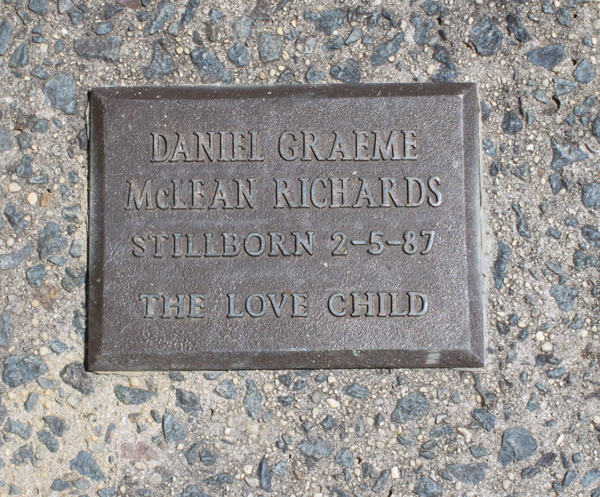 DANIEL GRAEME
McLEAN RICHARDS
STILLBORN 2-5-87
THE LOVE CHILD